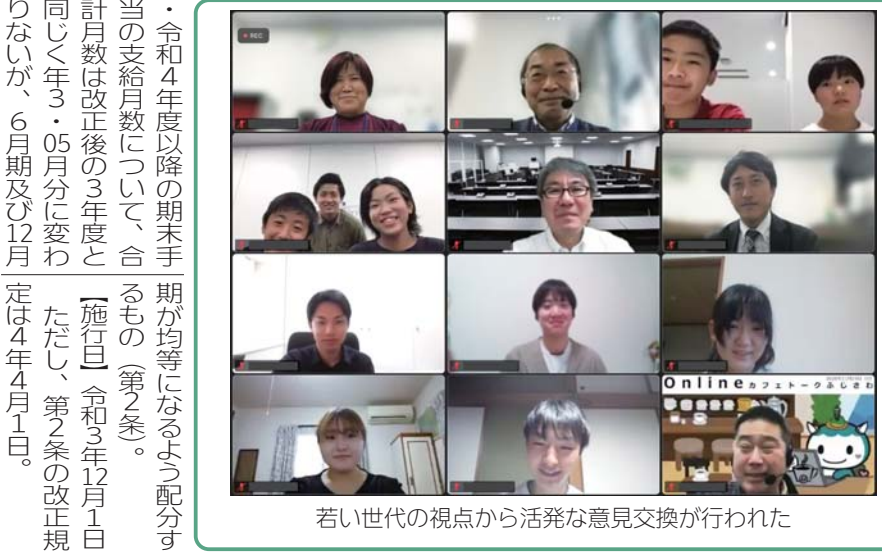 ・令和４年度以降の期末手
当の支給月数について、合
計月数は改正後の３年度と
同じく年３・05月分に変わ
りないが、６月期及び12月
期が均等になるよう配分す
るもの（第２条）。
【施行日】令和３年12月１日
ただし、第２条の改正規
定は４年４月１日。
REC
Onlineカフェトークふじさわ
若い世代の視点から活発な意見交換が行われた